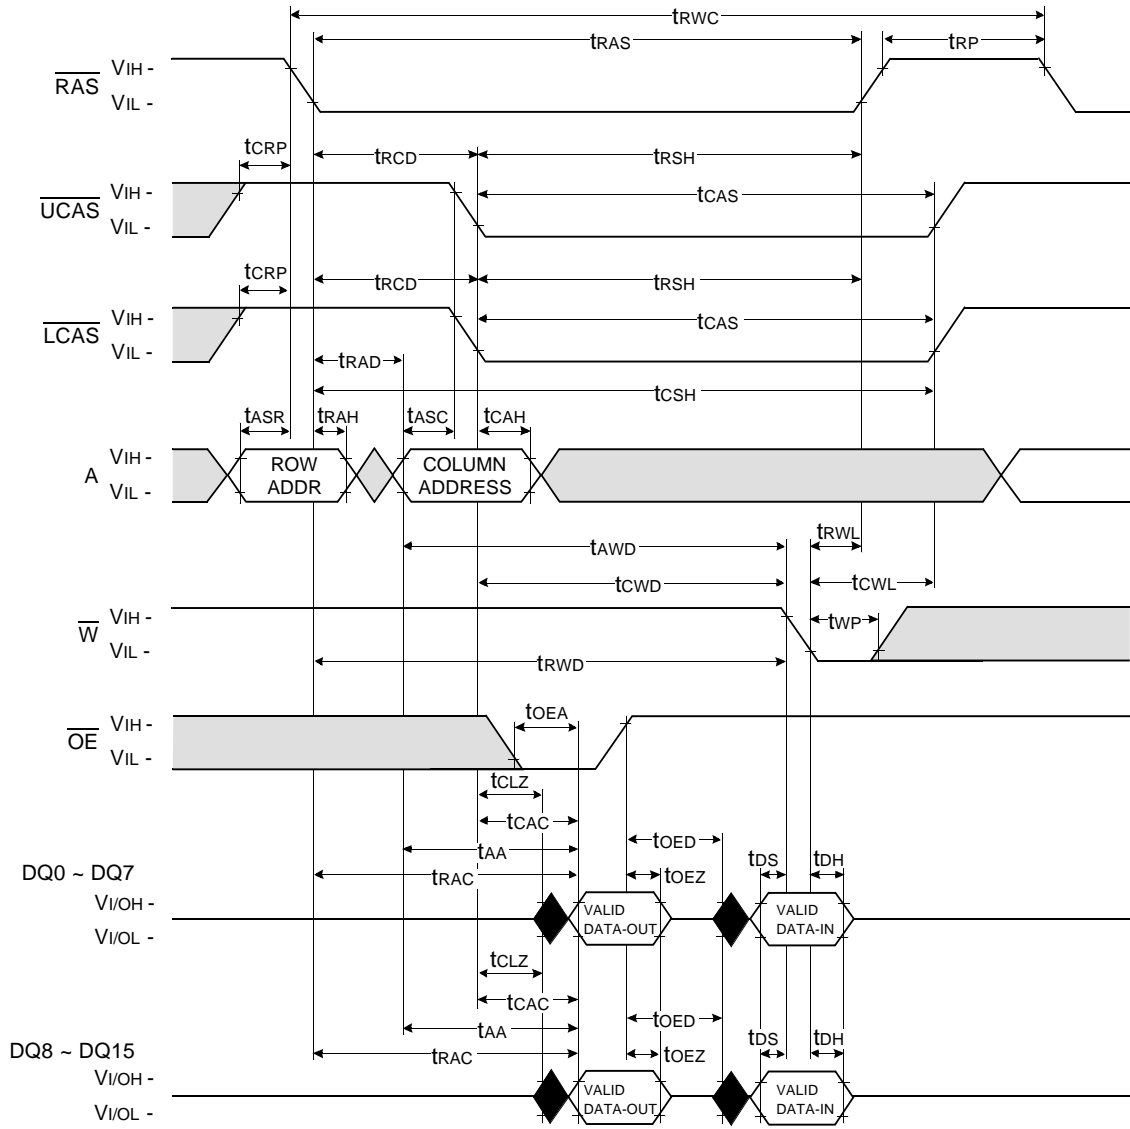 tRWC
tRAS
tRP
RAS
VIH -
VIL -
tCRP
tRCD
tRSH
UCAS
VIH -
VIL -
tCAS
tCRP
tRCD
tRSH
LCAS
VIH -
VIL -
tCAS
tRAD
tCSH
tASR
tRAH
tASC
tCAH
A
VIH -
VIL -
ROW
ADDR
COLUMN
ADDRESS
tRWL
tAWD
tCWD
tCWL
W
VIH -
VIL -
tWP
tRWD
OE
VIH -
VIL -
tOEA
tCLZ
tCAC
tOED
tAA
DQ0 ~ DQ7
tRAC
tOEZ
tDS
tDH
VI/OH -
VI/OL -
VALID
DATA-OUT
VALID
DATA-IN
tCLZ
tCAC
tOED
tAA
DQ8 ~ DQ15
tRAC
tOEZ
tDS
tDH
VI/OH -
VI/OL -
VALID
DATA-OUT
VALID
DATA-IN